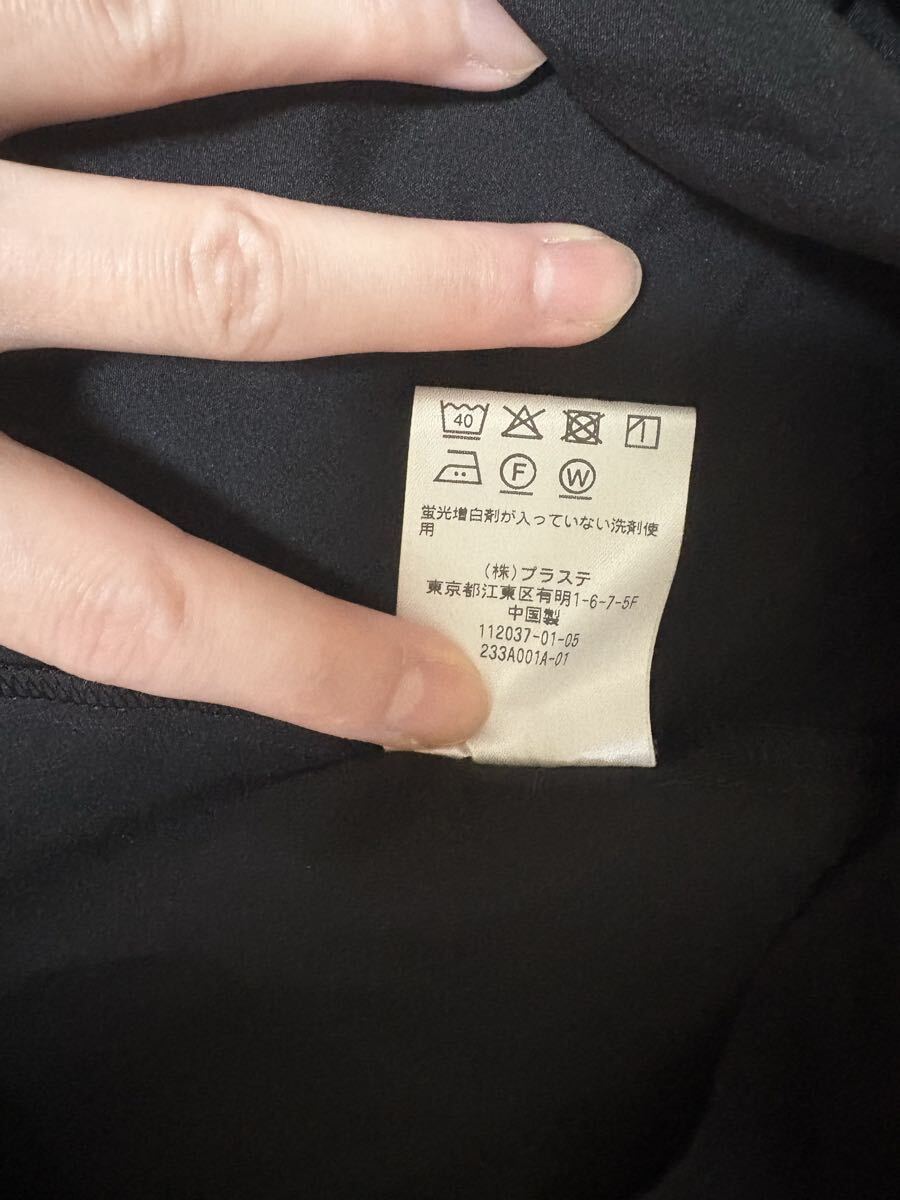 40
F
W
蛍光増白剤が入っていない洗剤使
用
(株)プラステ
東京都江東区有明1-6-7-5F
中国製
112037-01-05
233A001A-01